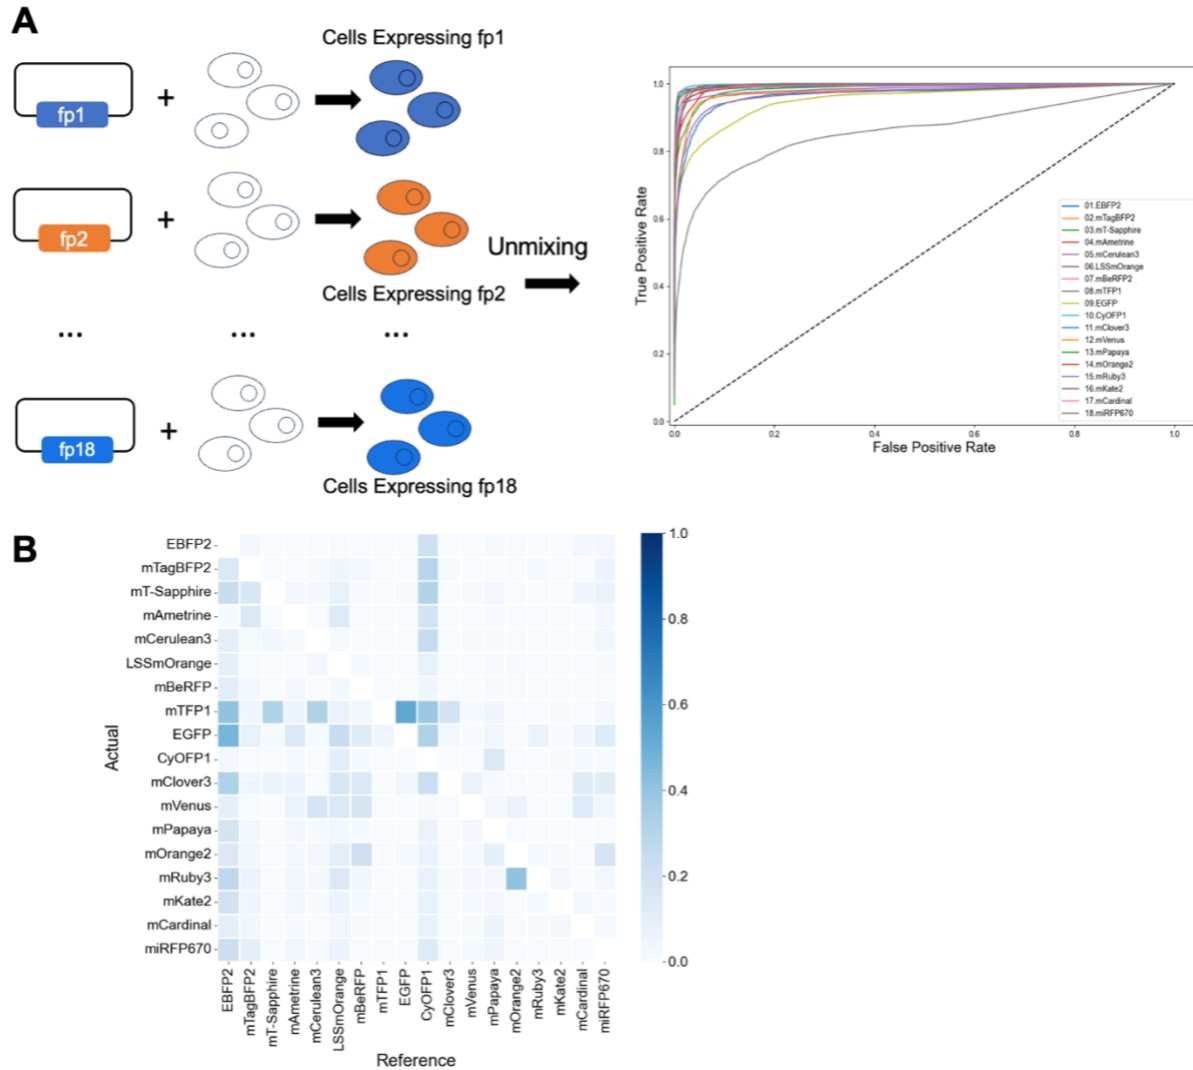 A
Cells Expressing fp1
fp1
+
fp2
+
Cells Expressing fp2
Unmixing
...
...
...
fp18
+
Cells Expressing fp18
True Positive Rate
1.0
0.8
0.6
0.4
0.2
0.0
0.0
0.2
0.4
0.6
0.8
1.0
False Positive Rate
01.EBFP2
02.mTagBFP2
03.mT-Sapphire
04.mAmetrine
05.mCerulean3
06.LSSmOrange
07.mBeRFP2
08.mTFP1
09.EGFP
10.CyOFP1
11.mClover3
12.mVenus
13.mPapaya
14.mOrange2
15.mRuby3
16.mKate2
17.mCardinal
18.miRFP670
B
Actual
EBFP2
mTagBFP2
mT-Sapphire
mAmetrine
mCerulean3
LSSmOrange
mBeRFP
mTFP1
EGFP
CyOFP1
mClover3
mVenus
mPapaya
mOrange2
mRuby3
mKate2
mCardinal
miRFP670
EBFP2
mTagBFP2
mT-Sapphire
mAmetrine
mCerulean3
LSSmOrange
mBeRFP
mTFP1
EGFP
CyOFP1
mClover3
mVenus
mPapaya
mOrange2
mRuby3
mKate2
mCardinal
miRFP670
Reference
1.0
0.8
0.6
0.4
0.2
0.0